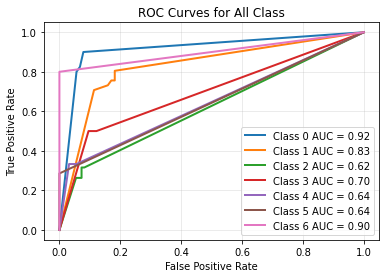 ROC Curves for All Class
True Positive Rate
1.0
0.8
0.6
0.4
0.2
0.0
Class 0 AUC = 0.92
Class 1 AUC = 0.83
Class 2 AUC = 0.62
Class 3 AUC = 0.70
Class 4 AUC = 0.64
Class 5 AUC = 0.64
Class 6 AUC = 0.90
0.0 0.2 0.4 0.6 0.8 1.0
False Positive Rate